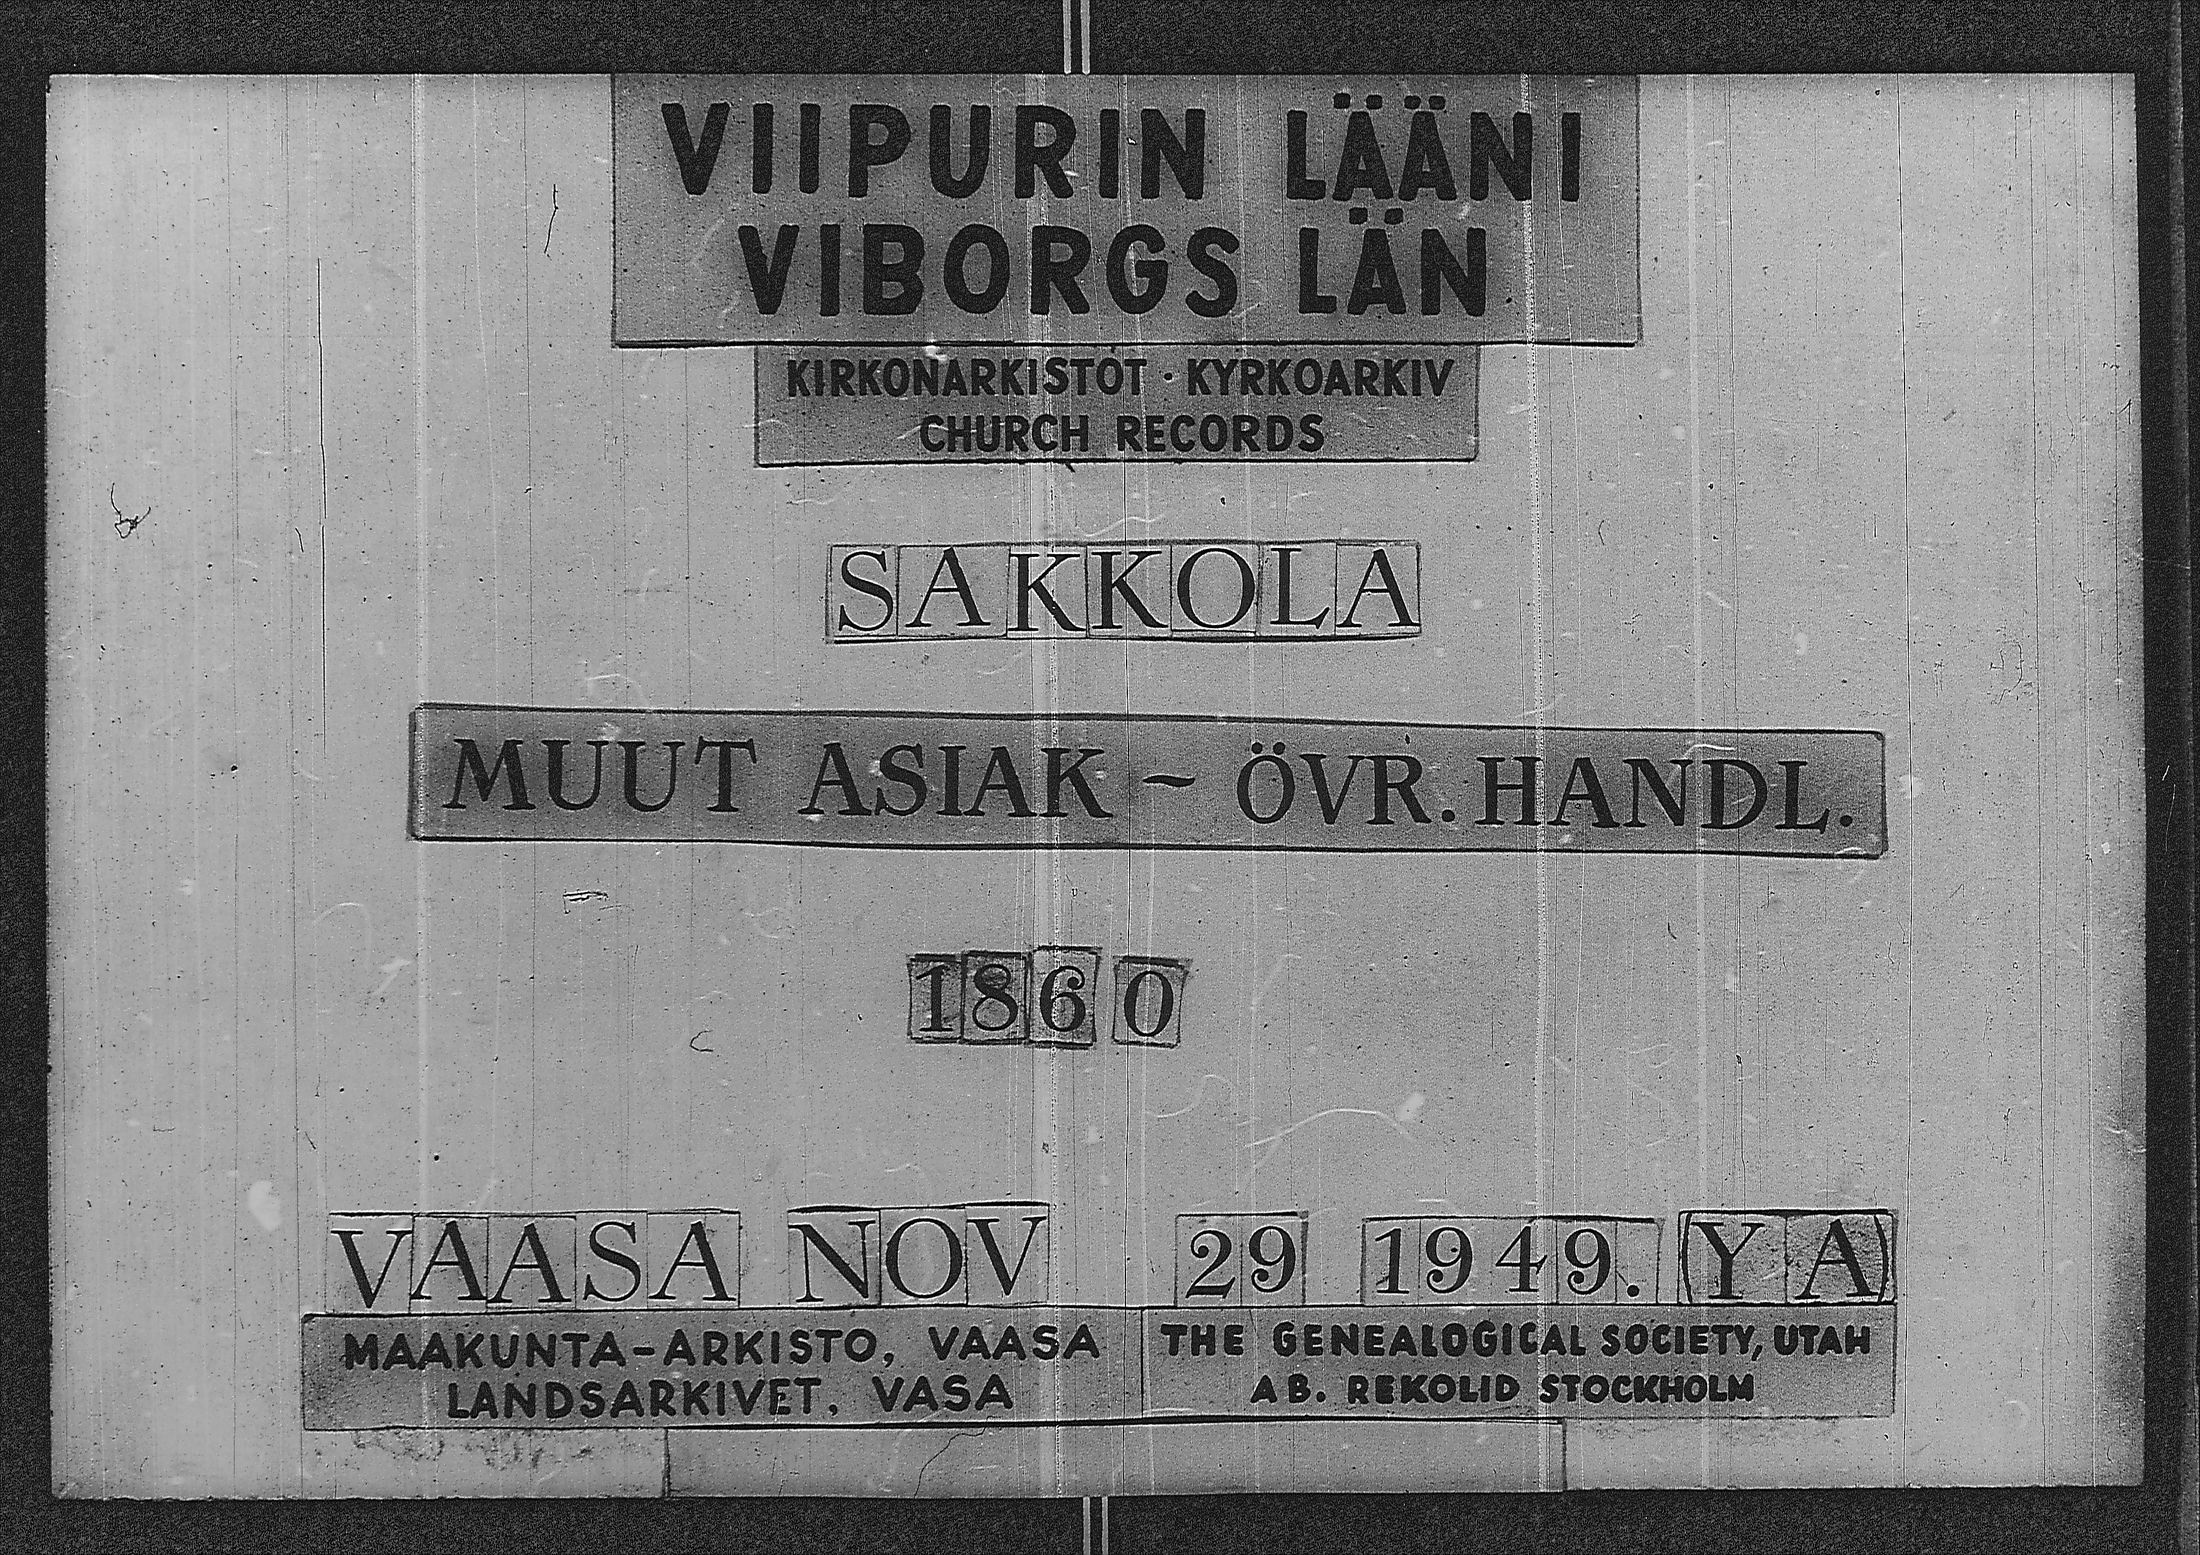 VIIPURIN LÄÄNI
VIBORGS LÄN
KIRKONARKISTOT · KYRKOARKIV
CHURCH RECORDS
SAKKOLA
MUUT ASIAK - ÖVR. HANDL.
1860
VAASA NOV 29 1949. (YA)
MAAKUNTA-ARKISTO, VAASA
LANDSARKIVET, VASA
THE GENEALOGICAL SOCIETY, UTAH
AB. REKOLID STOCKHOLM